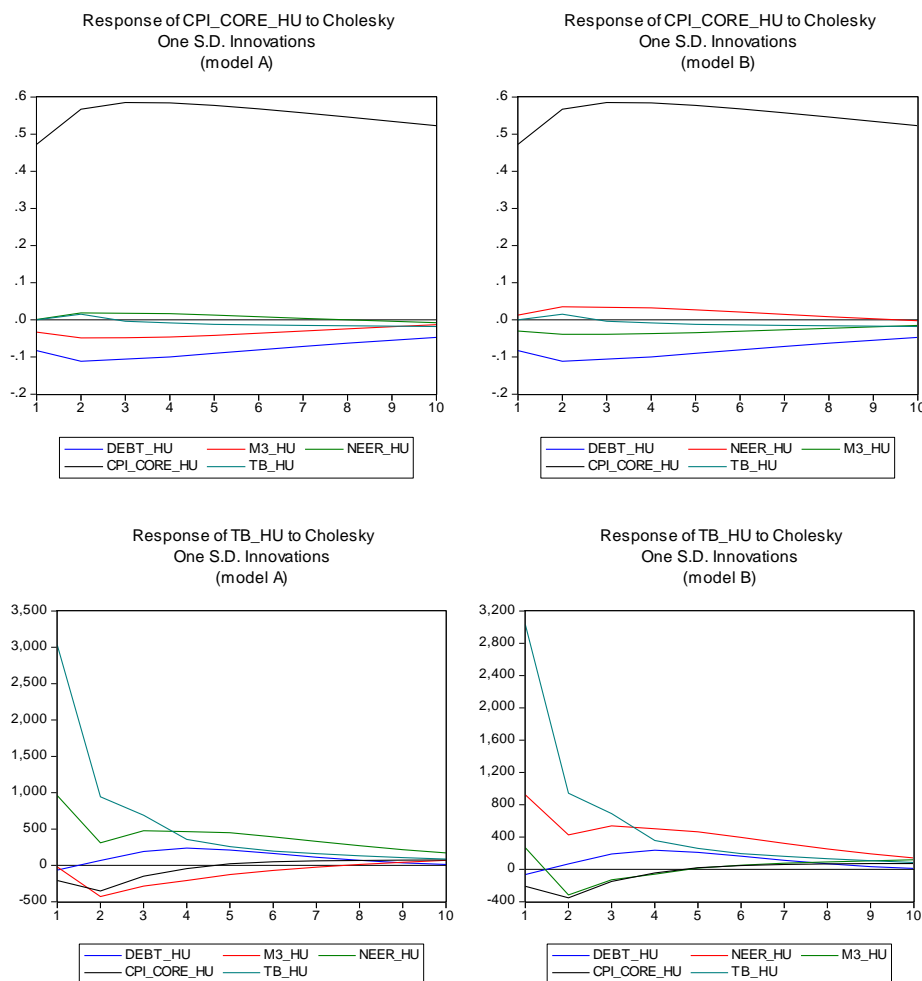 Response of CPI_CORE_HU to Cholesky
One S.D. Innovations
(model A)
.6
.5
.4
.3
.2
.1
.0
-.1
-.2
1 2 3 4 5 6 7 8 9 10
DEBT_HU M3_HU NEER_HU
CPI_CORE_HU TB_HU
Response of CPI_CORE_HU to Cholesky
One S.D. Innovations
(model B)
.6
.5
.4
.3
.2
.1
.0
-.1
-.2
1 2 3 4 5 6 7 8 9 10
DEBT_HU NEER_HU M3_HU
CPI_CORE_HU TB_HU
Response of TB_HU to Cholesky
One S.D. Innovations
(model A)
3,500
3,000
2,500
2,000
1,500
1,000
500
0
-500
1 2 3 4 5 6 7 8 9 10
DEBT_HU M3_HU NEER_HU
CPI_CORE_HU TB_HU
Response of TB_HU to Cholesky
One S.D. Innovations
(model B)
3,200
2,800
2,400
2,000
1,600
1,200
800
400
0
-400
1 2 3 4 5 6 7 8 9 10
DEBT_HU NEER_HU M3_HU
CPI_CORE_HU TB_HU